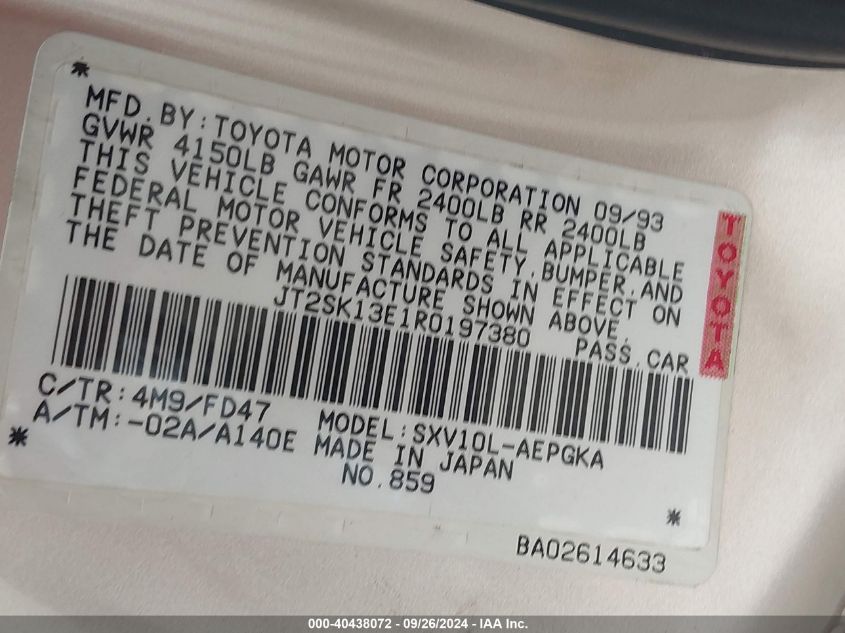 MFD.BY:TOYOTA MOTOR CORPORATION 09/93
GVWR 4150LB GAWR FR 2400LB RR 2400LB
THIS VEHICLE CONFORMS TO ALL APPLICABLE
FEDERAL MOTOR VEHICLE SAFETY,BUMPER,AND
THEFT PREVENTION STANDARDS IN EFFECT ON
THE DATE OF MANUFACTURE SHOWN ABOVE.
JT2SK13E1R0197380 PASS.CAR
TOYOTA
C/TR:4M9/FD47 MODEL:SXV10L-AEPGKA
A/TM:-02A/A140E MADE IN JAPAN
NO.859
BA02614633
000-40438072 - 09/26/2024 - IAA Inc.